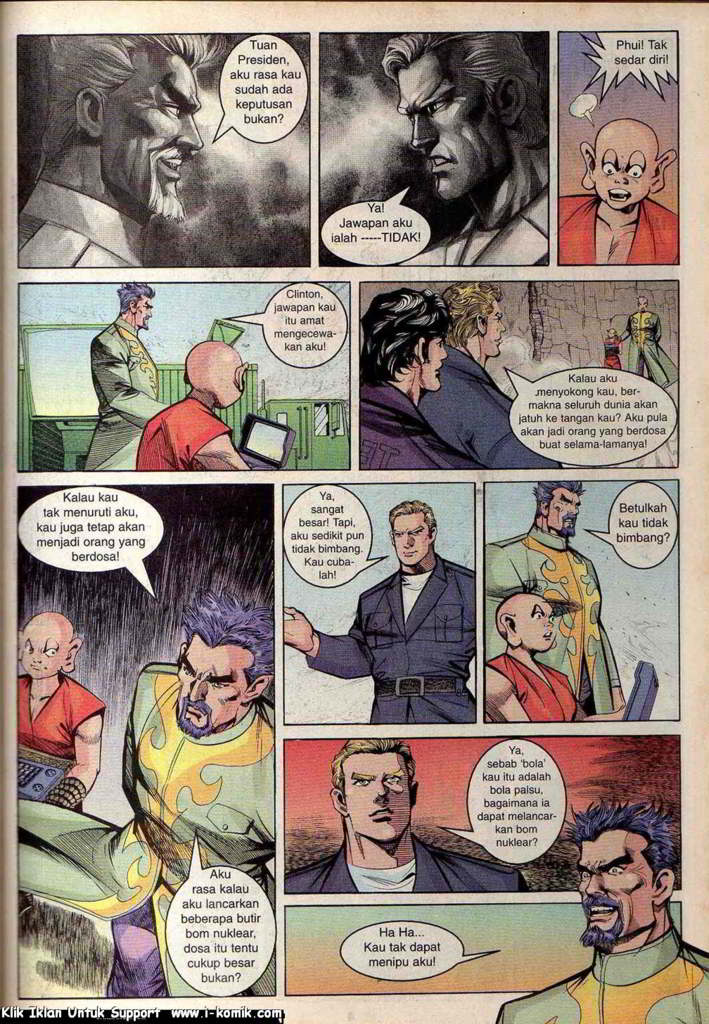 Tuan
Presiden,
aku rasa kau
sudah ada
keputusan
bukan?
Ya!
Jawapan aku
ialah -----TIDAK!
Phui! Tak
sedar diri!
Clinton,
jawapan kau
itu amat
mengecewa-
kan aku!
Kalau aku
menyokong kau, ber-
makna seluruh dunia akan
jatuh ke tangan kau? Aku pula
akan jadi orang yang berdosa
buat selama-lamanya!
Kalau kau
tak menuruti aku,
kau juga tetap akan
menjadi orang yang
berdosa!
Aku
rasa kalau
aku lancarkan
beberapa butir
bom nuklear,
dosa itu tentu
cukup besar
bukan?
Ya,
sangat
besar! Tapi,
aku sedikit pun
tidak bimbang.
Kau cuba-
lah!
Betulkah
kau tidak
bimbang?
Ya,
sebab 'bola'
kau itu adalah
bola palsu,
bagaimana ia
dapat melancar-
kan bom
nuklear?
Ha Ha...
Kau tak dapat
menipu aku!
Klik Iklan Untuk Support www.i-komik.com